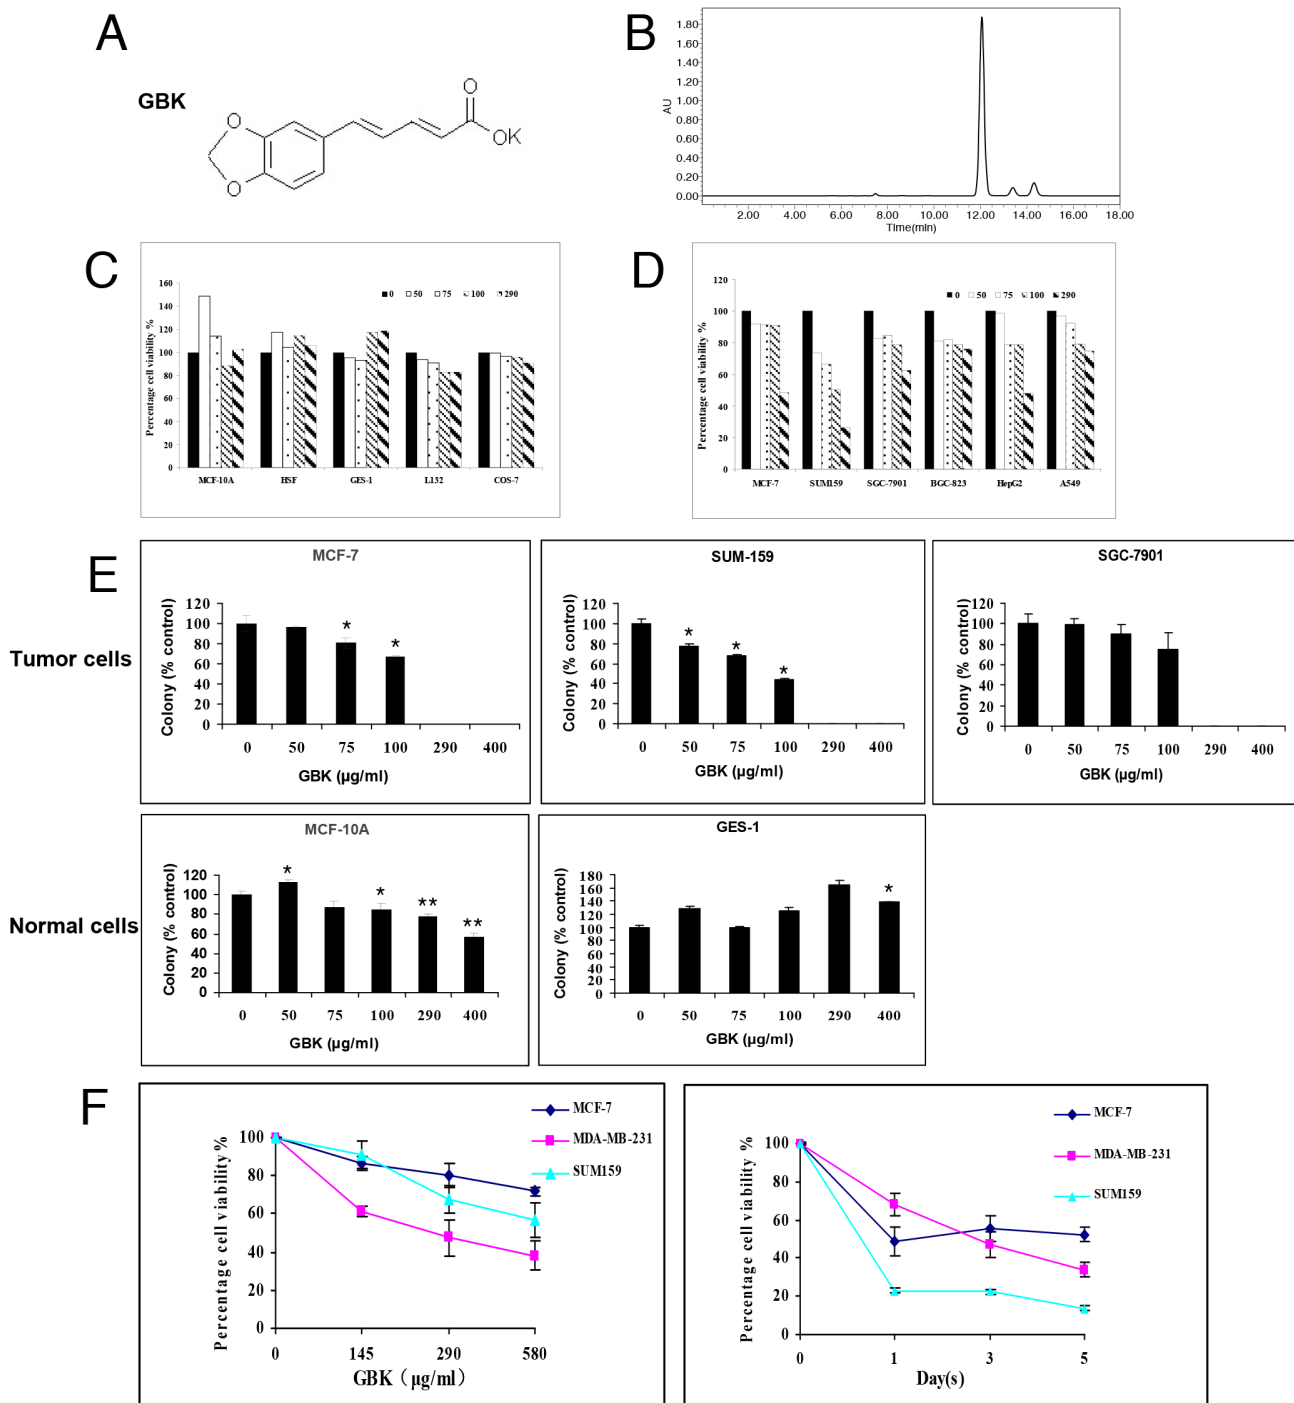 A
GBK
O
O
O
OK
B
AU
1.80
1.60
1.40
1.20
1.00
0.80
0.60
0.40
0.20
0.00
2.00 4.00 6.00 8.00 10.00 12.00 14.00 16.00 18.00
Time(min)
C
Percentage cell viability %
160
140
120
100
80
60
40
20
0
0 50 75 100 290
MCF-10A HSF GES-1 L132 COS-7
D
Percentage cell viability %
120
100
80
60
40
20
0
0 50 75 100 290
MCF-7 SUM159 SGC-7901 BGC-823 HepG2 A549
E
Tumor cells
MCF-7
Colony (% control)
120
100
80
60
40
20
0
* *
0 50 75 100 290 400
GBK (µg/ml)
SUM-159
Colony (% control)
120
100
80
60
40
20
0
* * *
0 50 75 100 290 400
GBK (µg/ml)
SGC-7901
Colony (% control)
120
100
80
60
40
20
0
0 50 75 100 290 400
GBK (µg/ml)
Normal cells
MCF-10A
Colony (% control)
120
100
80
60
40
20
0
* * ** **
0 50 75 100 290 400
GBK (µg/ml)
GES-1
Colony (% control)
180
160
140
120
100
80
60
40
20
0
*
0 50 75 100 290 400
GBK (µg/ml)
F
Percentage cell viability %
100
80
60
40
20
0
MCF-7
MDA-MB-231
SUM159
0 145 290 580
GBK（µg/ml）
Percentage cell viability %
100
80
60
40
20
0
MCF-7
MDA-MB-231
SUM159
0 1 3 5
Day(s)